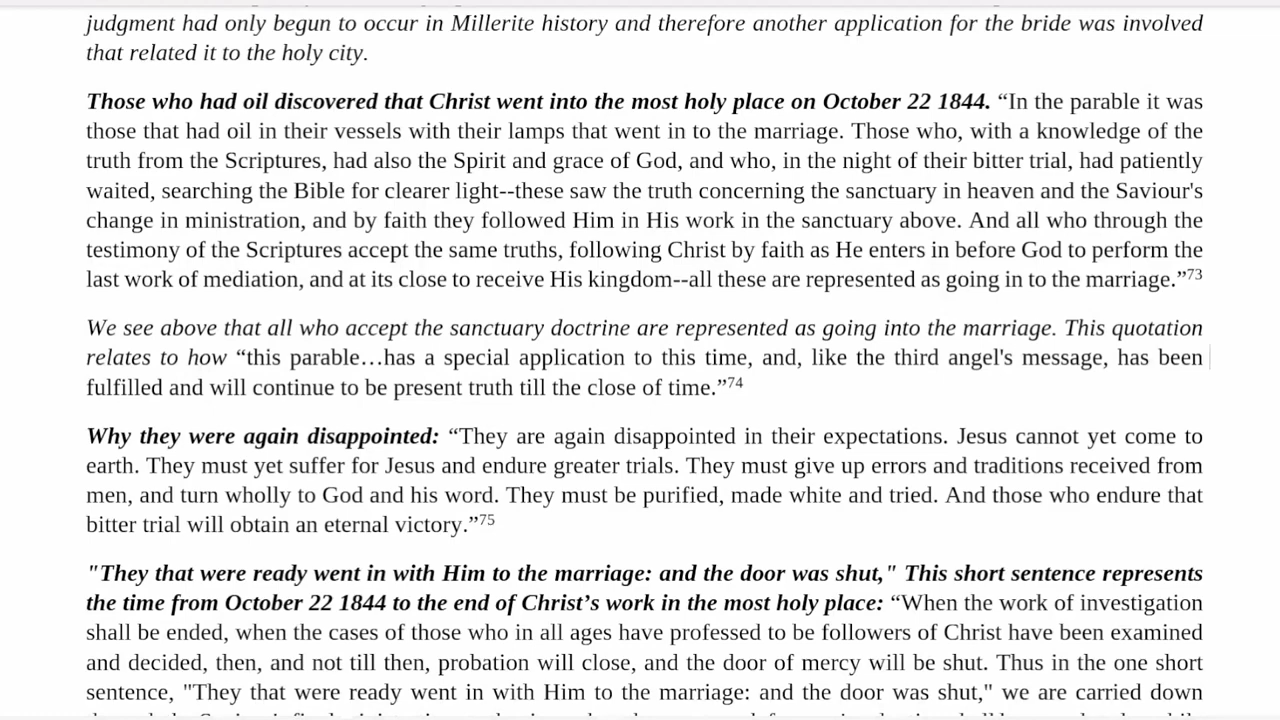 judgment had only begun to occur in Millerite history and therefore another application for the bride was involved
that related it to the holy city.
Those who had oil discovered that Christ went into the most holy place on October 22 1844. “In the parable it was
those that had oil in their vessels with their lamps that went in to the marriage. Those who, with a knowledge of the
truth from the Scriptures, had also the Spirit and grace of God, and who, in the night of their bitter trial, had patiently
waited, searching the Bible for clearer light--these saw the truth concerning the sanctuary in heaven and the Saviour's
change in ministration, and by faith they followed Him in His work in the sanctuary above. And all who through the
testimony of the Scriptures accept the same truths, following Christ by faith as He enters in before God to perform the
last work of mediation, and at its close to receive His kingdom--all these are represented as going in to the marriage.”73
We see above that all who accept the sanctuary doctrine are represented as going into the marriage. This quotation
relates to how “this parable…has a special application to this time, and, like the third angel's message, has been
fulfilled and will continue to be present truth till the close of time.”74
Why they were again disappointed: “They are again disappointed in their expectations. Jesus cannot yet come to
earth. They must yet suffer for Jesus and endure greater trials. They must give up errors and traditions received from
men, and turn wholly to God and his word. They must be purified, made white and tried. And those who endure that
bitter trial will obtain an eternal victory.”75
"They that were ready went in with Him to the marriage: and the door was shut," This short sentence represents
the time from October 22 1844 to the end of Christ’s work in the most holy place: “When the work of investigation
shall be ended, when the cases of those who in all ages have professed to be followers of Christ have been examined
and decided, then, and not till then, probation will close, and the door of mercy will be shut. Thus in the one short
sentence, "They that were ready went in with Him to the marriage: and the door was shut," we are carried down